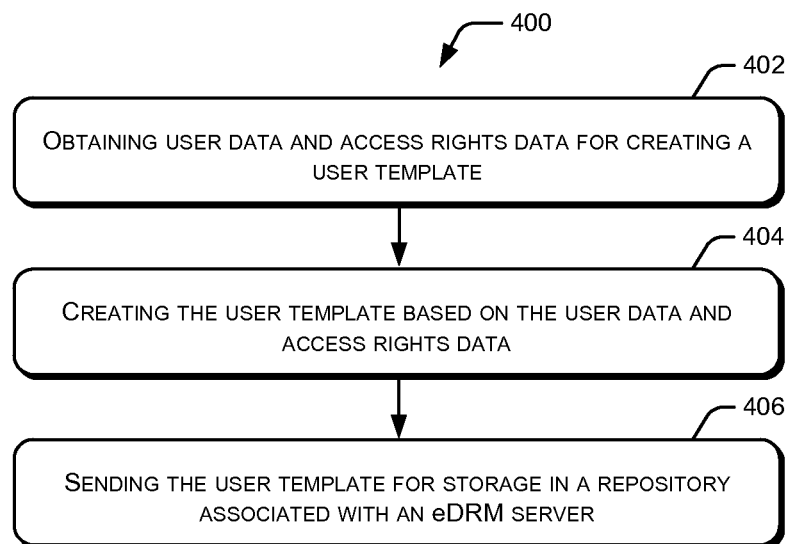 400
402
OBTAINING USER DATA AND ACCESS RIGHTS DATA FOR CREATING A
USER TEMPLATE
404
CREATING THE USER TEMPLATE BASED ON THE USER DATA AND
ACCESS RIGHTS DATA
406
SENDING THE USER TEMPLATE FOR STORAGE IN A REPOSITORY
ASSOCIATED WITH AN eDRM SERVER